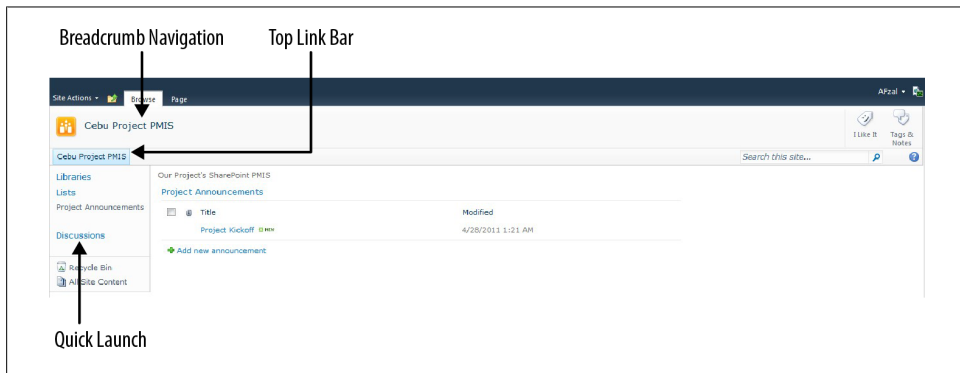 Breadcrumb Navigation
Top Link Bar
Site Actions
Browse
Page
AFzal
Cebu Project PMIS
I Like It
Tags & Notes
Cebu Project PMIS
Search this site...
Libraries
Lists
Project Announcements
Discussions
Recycle Bin
All Site Content
Our Project's SharePoint PMIS
Project Announcements
Title
Modified
Project Kickoff
NEW
4/28/2011 1:21 AM
Add new announcement
Quick Launch